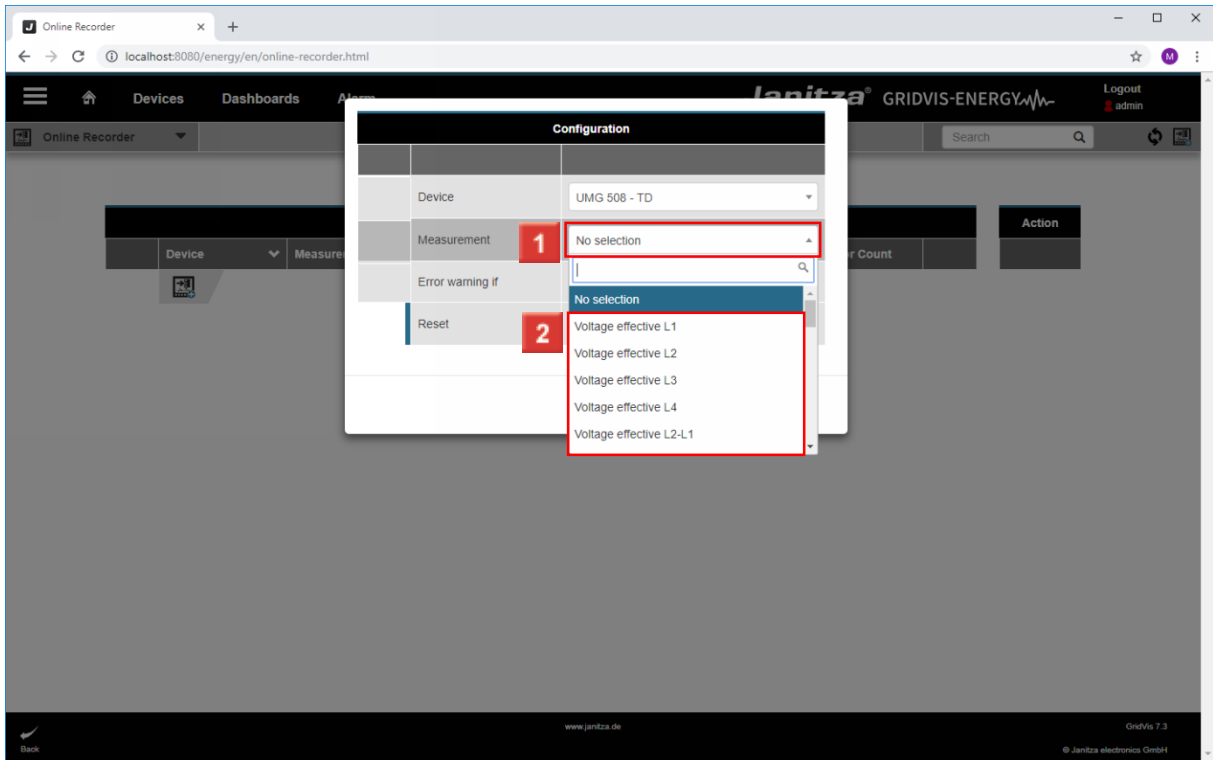 Online Recorder
localhost:8080/energy/en/online-recorder.html
M
Devices Dashboards Alarm
Janitza® GRIDVIS-ENERGY
Logout
admin
Online Recorder
Search
Configuration
Device UMG 508 - TD
Measurement 1 No selection
Error warning if
No selection
Reset 2 Voltage effective L1
Voltage effective L2
Voltage effective L3
Voltage effective L4
Voltage effective L2-L1
Action
Device
Count
www.janitza.de
GridVis 7.3
Back
© Janitza electronics GmbH